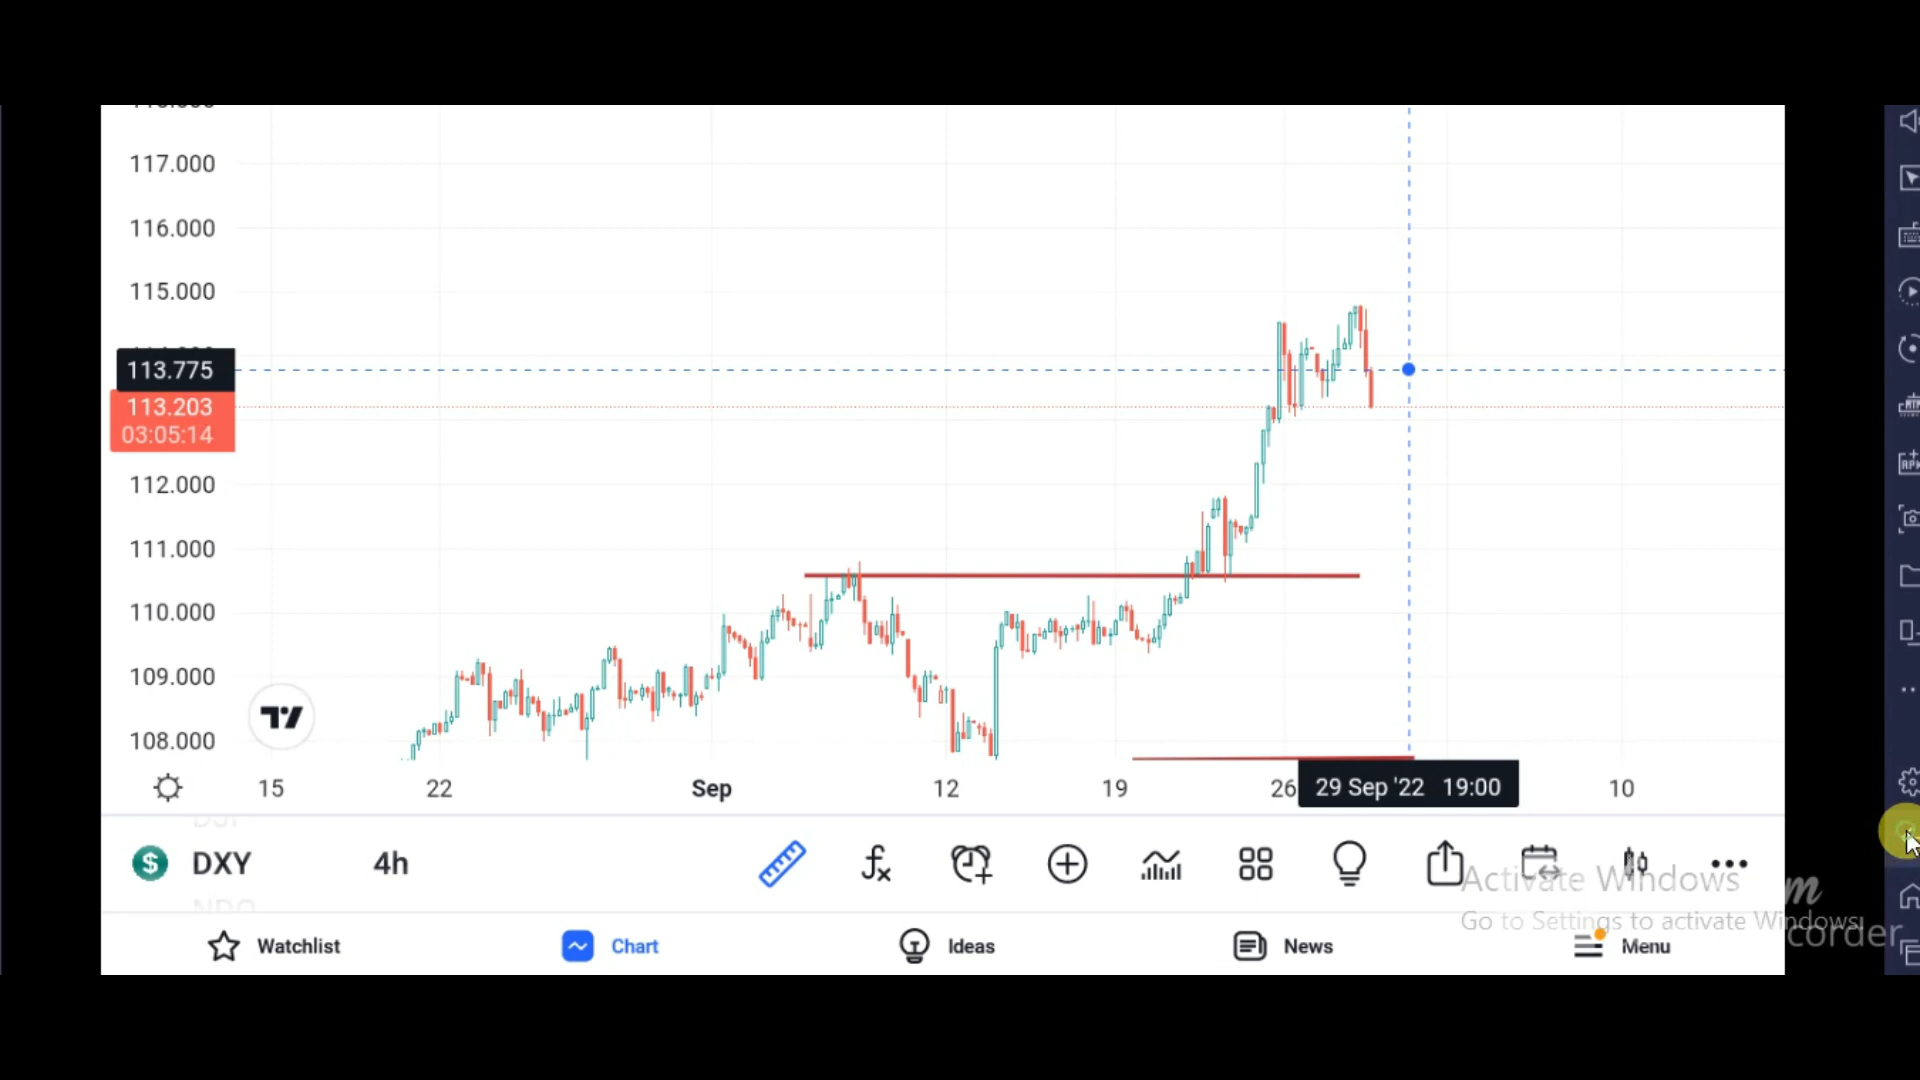 117.000
116.000
115.000
113.775
113.203
03:05:14
112.000
111.000
110.000
109.000
108.000
15 22 Sep 12 19 26 29 Sep '22 19:00 10
DXY 4h
Activate Windows
Go to Settings to activate Windows.
Watchlist Chart Ideas News Menu
corder